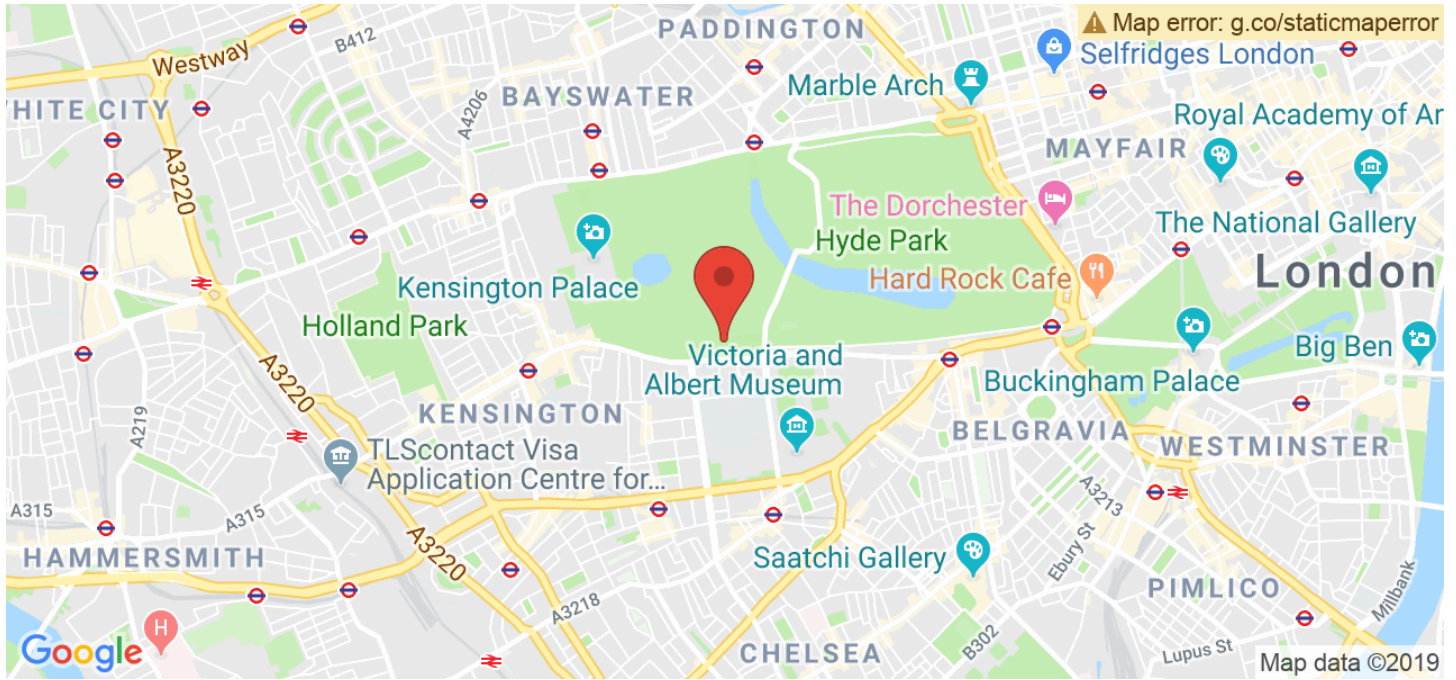 PADDINGTON
Map error: g.co/staticmaperror
B412
Westway
Selfridges London
Marble Arch
HITE CITY
A4206
BAYSWATER
Royal Academy of Ar
MAYFAIR
A3220
The Dorchester
The National Gallery
Hyde Park
London
Hard Rock Cafe
Kensington Palace
Holland Park
Victoria and
Albert Museum
Big Ben
Buckingham Palace
A3220
A219
KENSINGTON
BELGRAVIA
WESTMINSTER
TLScontact Visa
Application Centre for...
A3213
A315
A315
Ebury St
A3220
HAMMERSMITH
Saatchi Gallery
PIMLICO
Millbank
A3218
H
Google
CHELSEA
B302
Lupus St
Map data ©2019